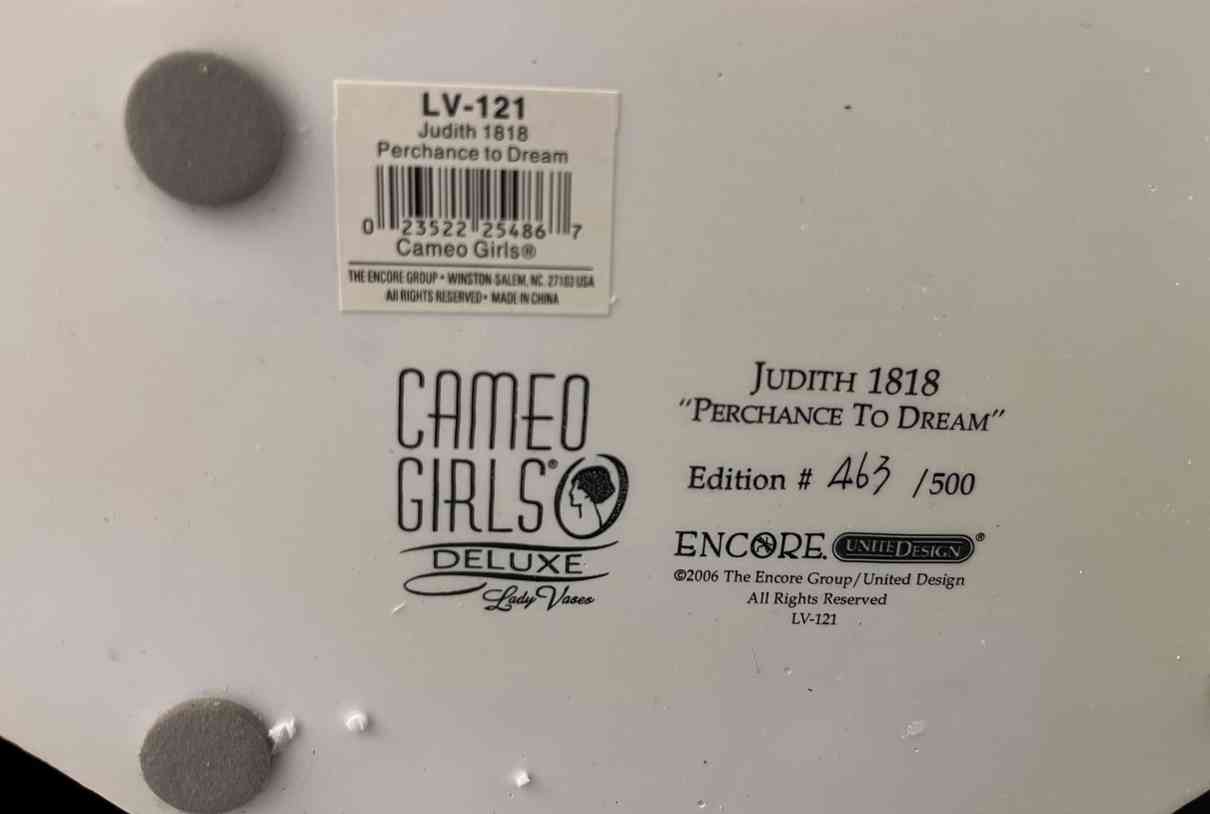 LV-121
Judith 1818
Perchance to Dream
0 23522 25486 7
Cameo Girls®
THE ENCORE GROUP • WINSTON-SALEM, NC. 27103 USA
All RIGHTS RESERVED • MADE IN CHINA
CAMEO
GIRLS®
DELUXE
Lady Vases
JUDITH 1818
"PERCHANCE TO DREAM"
Edition # 463 /500
ENCORE. UNITEDESIGN®
©2006 The Encore Group/United Design
All Rights Reserved
LV-121